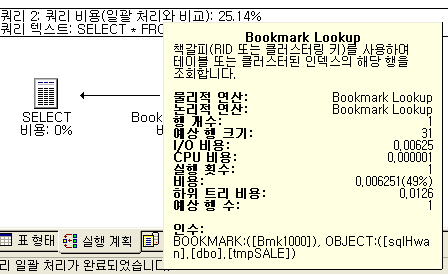 쿼리 2: 쿼리 비용(일괄 처리와 비교): 25.14%
쿼리 텍스트: SELECT * FRO
SELECT
비용: 0%
Book
비
Bookmark Lookup
책갈피(RID 또는 클러스터링 키)를 사용하여
테이블 또는 클러스터된 인덱스의 해당 행을
조회합니다.
물리적 연산: Bookmark Lookup
논리적 연산: Bookmark Lookup
행 개수: 1
예상 행 크기: 31
I/O 비용: 0,00625
CPU 비용: 0,000001
실행 횟수: 1
비용: 0,006251(49%)
하위 트리 비용: 0,0126
예상 행 수: 1
인수:
BOOKMARK:([Bmk1000]), OBJECT:([sqlHwa
n],[dbo],[tmpSALE])
표 형태 실행 계획
리 일괄 처리가 완료되었습니다.